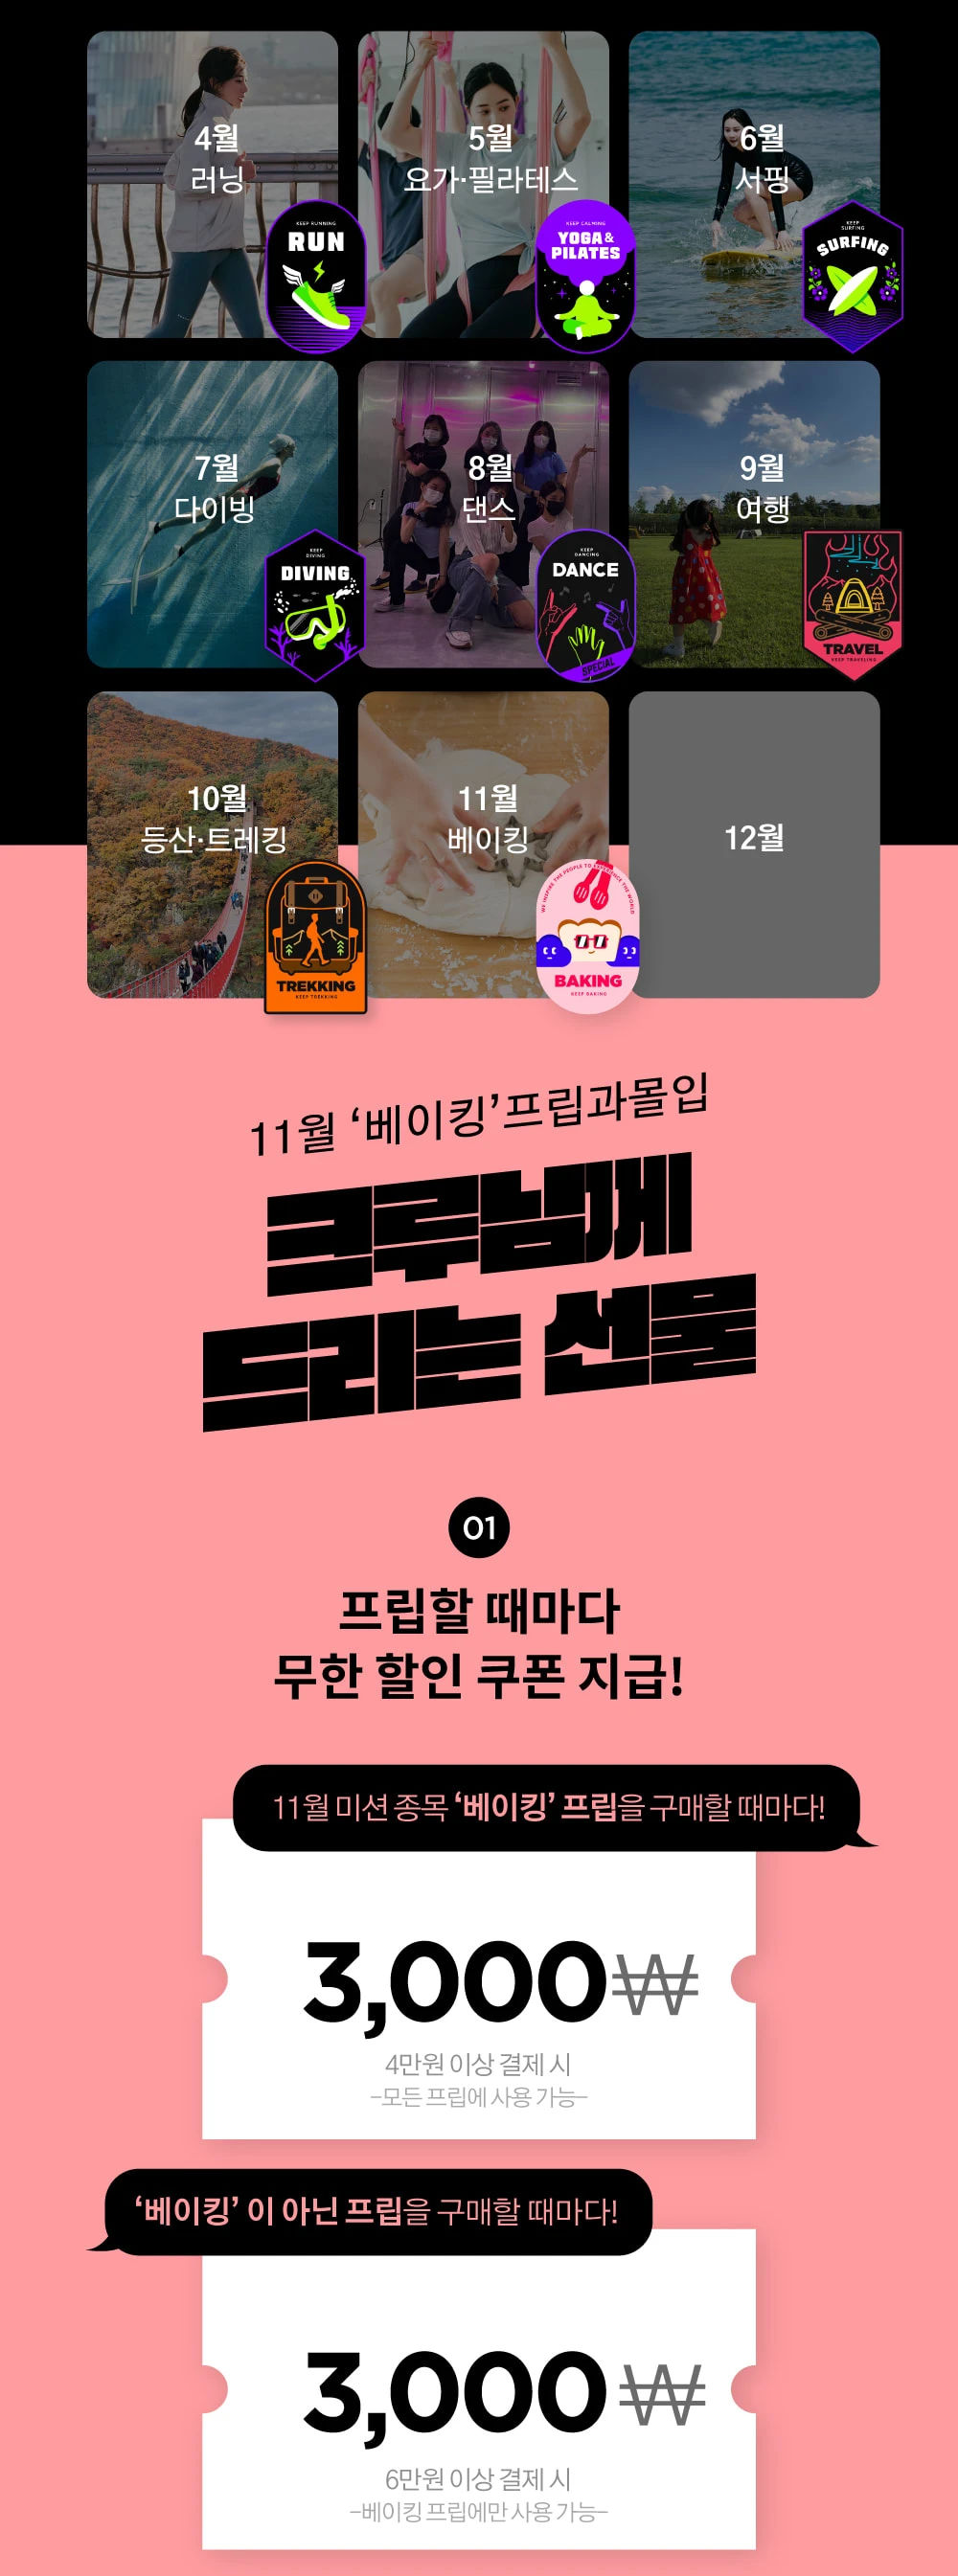 4월
러닝
KEEP RUNNING
RUN
5월
요가·필라테스
KEEP CALMING
YOGA&
PILATES
6월
서핑
KEEP
SURFING
SURFING
7월
다이빙
KEEP
DIVING
DIVING
8월
댄스
KEEP
DANCING
DANCE
SPECIAL
9월
여행
TRAVEL
KEEP TRAVELING
10월
등산·트레킹
TREKKING
KEEP TREKKING
11월
베이킹
WE INSPIRE THE PEOPLE TO EXPERIENCE THE WORLD
BAKING
KEEP BAKING
12월
11월 ‘베이킹’프립과몰입
크루님께
드리는 선물
01
프립할 때마다
무한 할인 쿠폰 지급!
11월 미션 종목 ‘베이킹’ 프립을 구매할 때마다!
3,000₩
4만원 이상 결제 시
-모든 프립에 사용 가능-
‘베이킹’ 이 아닌 프립을 구매할 때마다!
3,000₩
6만원 이상 결제 시
-베이킹 프립에만 사용 가능-